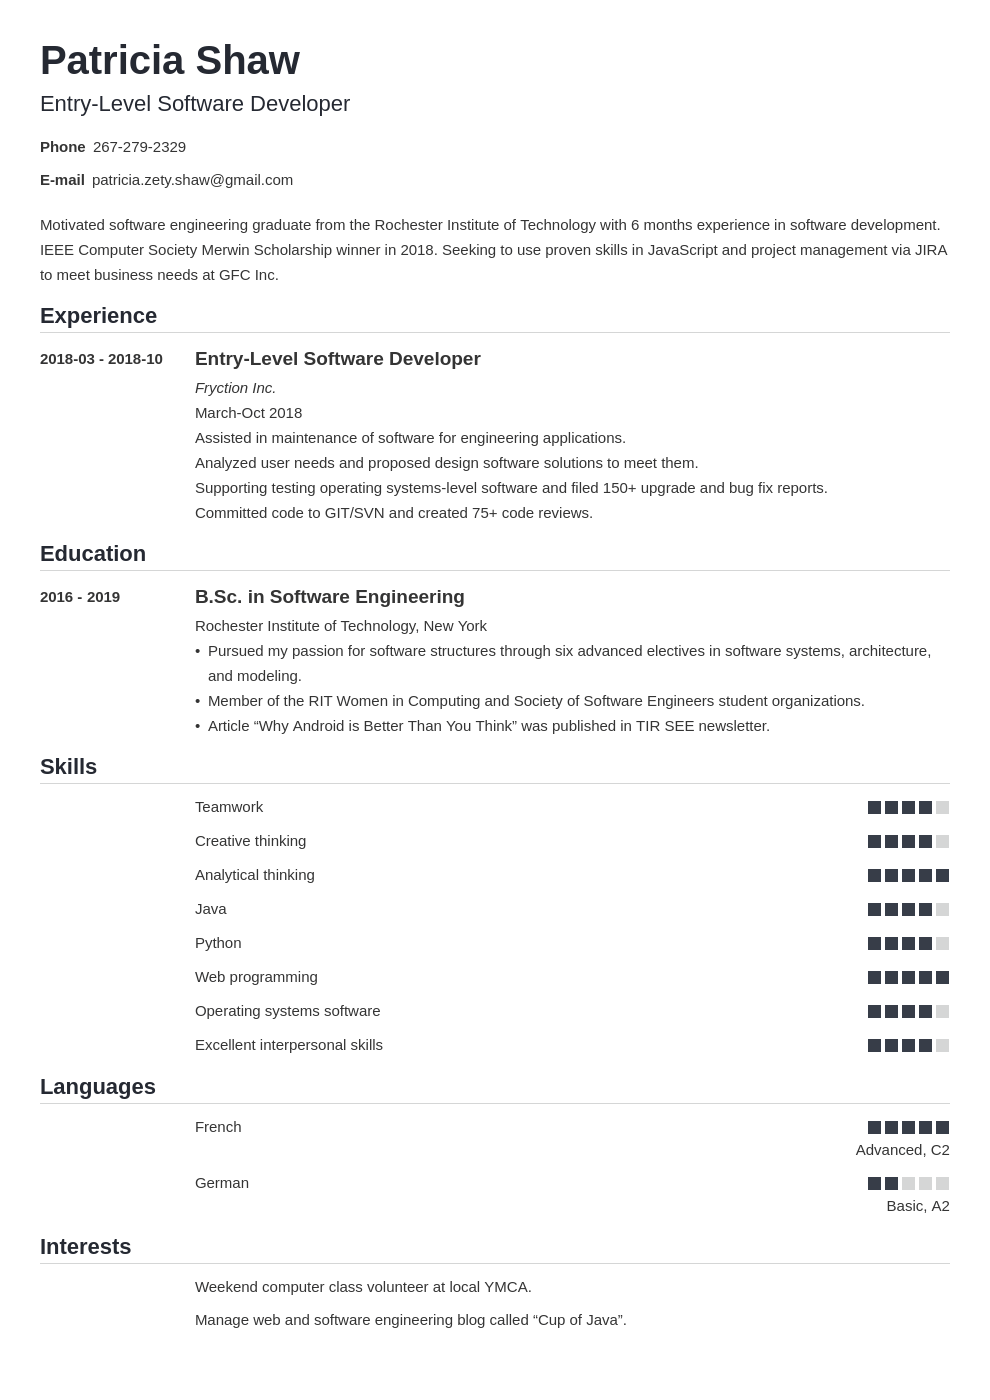 Patricia Shaw
Entry-Level Software Developer
Phone 267-279-2329
E-mail patricia.zety.shaw@gmail.com
Motivated software engineering graduate from the Rochester Institute of Technology with 6 months experience in software development.
IEEE Computer Society Merwin Scholarship winner in 2018. Seeking to use proven skills in JavaScript and project management via JIRA
to meet business needs at GFC Inc.
Experience
2018-03 - 2018-10 Entry-Level Software Developer
Fryction Inc.
March-Oct 2018
Assisted in maintenance of software for engineering applications.
Analyzed user needs and proposed design software solutions to meet them.
Supporting testing operating systems-level software and filed 150+ upgrade and bug fix reports.
Committed code to GIT/SVN and created 75+ code reviews.
Education
2016 - 2019 B.Sc. in Software Engineering
Rochester Institute of Technology, New York
• Pursued my passion for software structures through six advanced electives in software systems, architecture,
and modeling.
• Member of the RIT Women in Computing and Society of Software Engineers student organizations.
• Article “Why Android is Better Than You Think” was published in TIR SEE newsletter.
Skills
Teamwork
Creative thinking
Analytical thinking
Java
Python
Web programming
Operating systems software
Excellent interpersonal skills
Languages
French
Advanced, C2
German
Basic, A2
Interests
Weekend computer class volunteer at local YMCA.
Manage web and software engineering blog called “Cup of Java”.